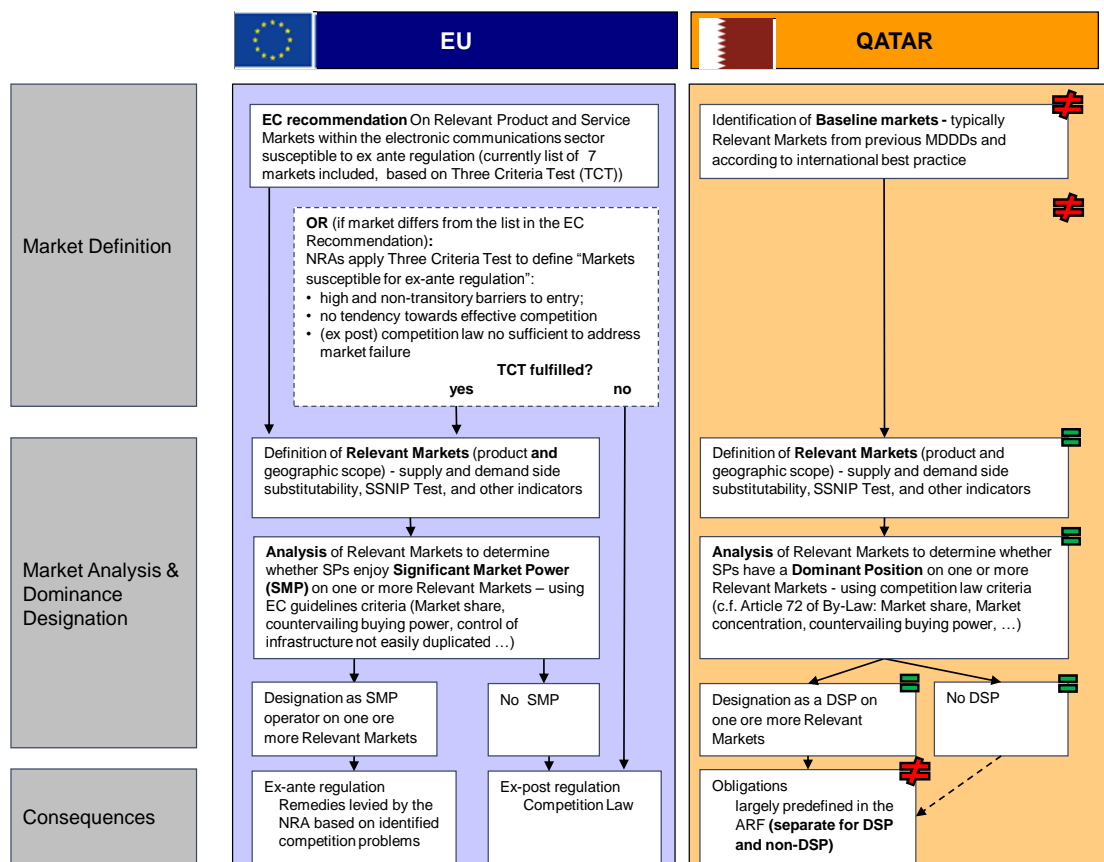 EU
QATAR
Market Definition
EC recommendation On Relevant Product and Service
Markets within the electronic communications sector
susceptible to ex ante regulation (currently list of 7
markets included, based on Three Criteria Test (TCT))
OR (if market differs from the list in the EC
Recommendation):
NRAs apply Three Criteria Test to define “Markets
susceptible for ex-ante regulation”:
• high and non-transitory barriers to entry;
• no tendency towards effective competition
• (ex post) competition law no sufficient to address
market failure
TCT fulfilled?
yes no
Identification of Baseline markets - typically
Relevant Markets from previous MDDDs and
according to international best practice
≠
≠
Market Analysis &
Dominance
Designation
Definition of Relevant Markets (product and
geographic scope) - supply and demand side
substitutability, SSNIP Test, and other indicators
Analysis of Relevant Markets to determine
whether SPs enjoy Significant Market Power
(SMP) on one or more Relevant Markets – using
EC guidelines criteria (Market share,
countervailing buying power, control of
infrastructure not easily duplicated …)
Designation as SMP
operator on one ore
more Relevant Markets
No SMP
Definition of Relevant Markets (product and
geographic scope) - supply and demand side
substitutability, SSNIP Test, and other indicators
=
Analysis of Relevant Markets to determine whether
SPs have a Dominant Position on one or more
Relevant Markets - using competition law criteria
(c.f. Article 72 of By-Law: Market share, Market
concentration, countervailing buying power, …)
=
Designation as a DSP on
one ore more Relevant
Markets
=
No DSP
=
Consequences
Ex-ante regulation
Remedies levied by the
NRA based on identified
competition problems
Ex-post regulation
Competition Law
Obligations
largely predefined in the
ARF (separate for DSP
and non-DSP)
≠